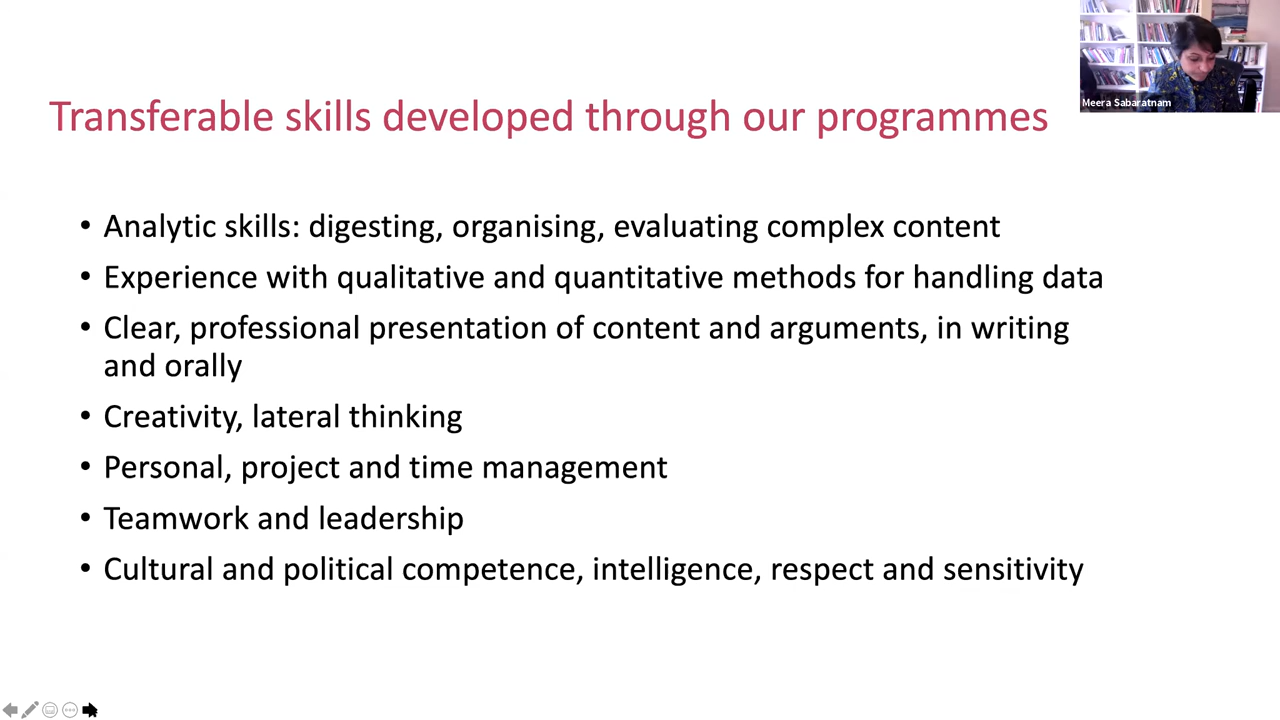 Transferable skills developed through our programmes
Meera Sabaratnam
• Analytic skills: digesting, organising, evaluating complex content
• Experience with qualitative and quantitative methods for handling data
• Clear, professional presentation of content and arguments, in writing
and orally
• Creativity, lateral thinking
• Personal, project and time management
• Teamwork and leadership
• Cultural and political competence, intelligence, respect and sensitivity